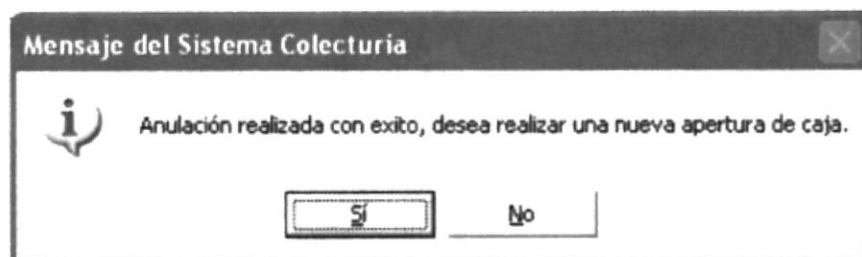 Mensaje del Sistema Colecturia
Anulación realizada con exito, desea realizar una nueva apertura de caja.
Sí
No